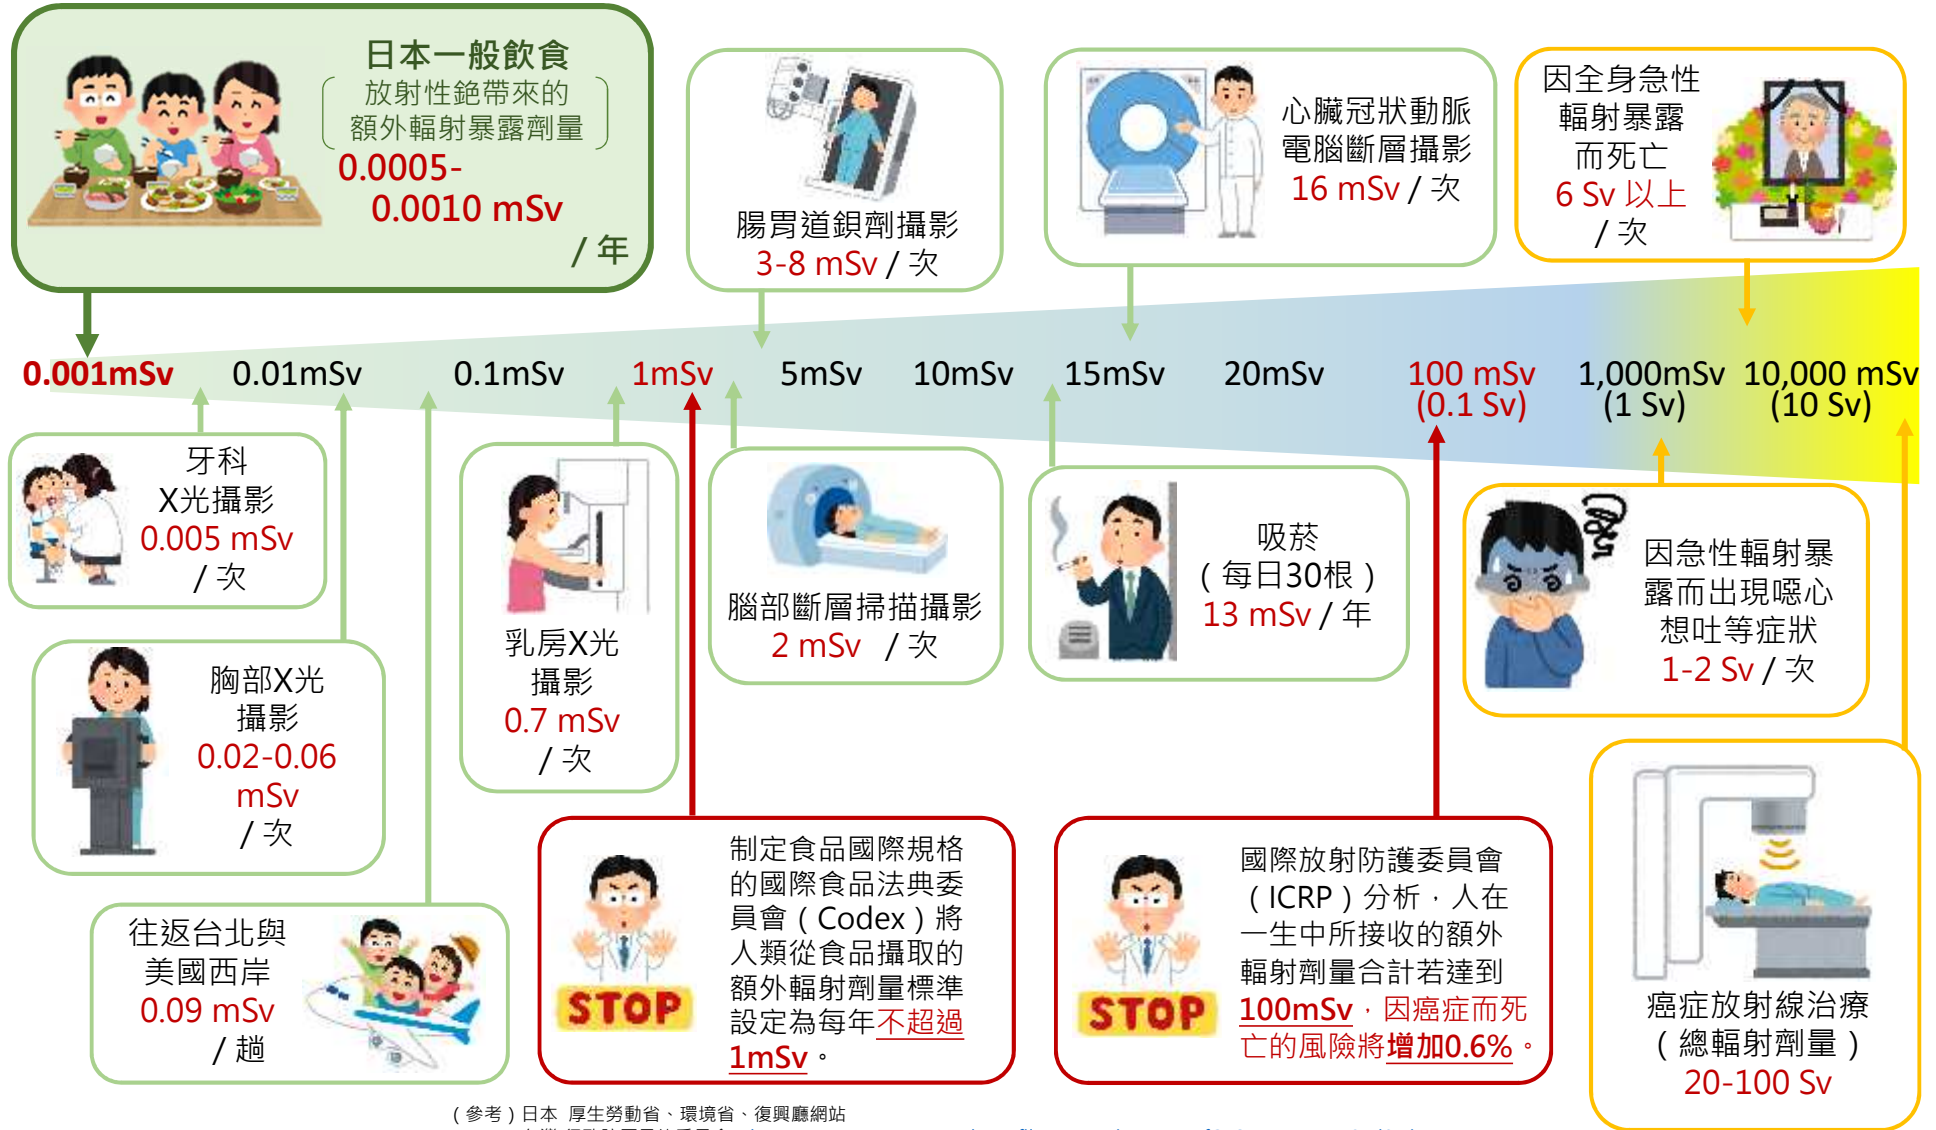 日本一般飲食
放射性銫帶來的
額外輻射暴露劑量
0.0005-
0.0010 mSv
/ 年
腸胃道鋇劑攝影
3-8 mSv / 次
心臟冠狀動脈
電腦斷層攝影
16 mSv / 次
因全身急性
輻射暴露
而死亡
6 Sv 以上
/ 次
0.001mSv 0.01mSv 0.1mSv 1mSv 5mSv 10mSv 15mSv 20mSv 100 mSv 1,000mSv 10,000 mSv
(0.1 Sv) (1 Sv) (10 Sv)
牙科
X光攝影
0.005 mSv
/ 次
胸部X光
攝影
0.02-0.06
mSv
/ 次
往返台北與
美國西岸
0.09 mSv
/ 趟
乳房X光
攝影
0.7 mSv
/ 次
腦部斷層掃描攝影
2 mSv / 次
吸菸
（每日30根）
13 mSv / 年
因急性輻射暴
露而出現噁心
想吐等症狀
1-2 Sv / 次
STOP
制定食品國際規格
的國際食品法典委
員會（Codex）將
人類從食品攝取的
額外輻射劑量標準
設定為每年不超過
1mSv。
STOP
國際放射防護委員會
（ICRP）分析，人在
一生中所接收的額外
輻射劑量合計若達到
100mSv，因癌症而死
亡的風險將增加0.6%。
癌症放射線治療
（總輻射劑量）
20-100 Sv
（參考）日本 厚生勞動省、環境省、復興廳網站